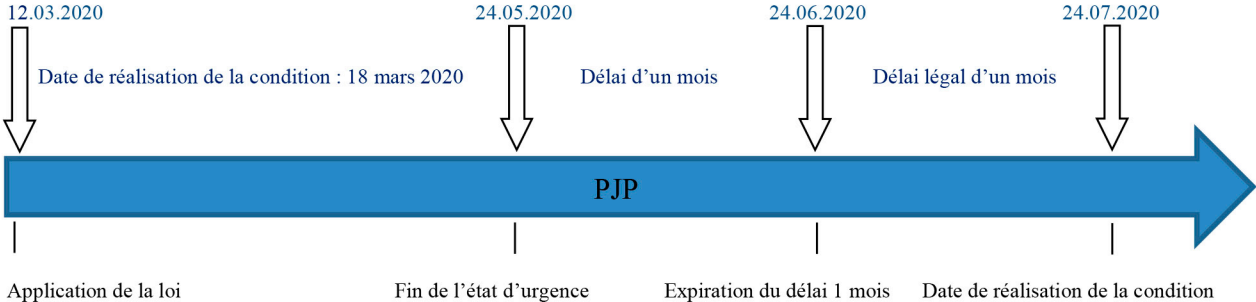 12.03.2020 24.05.2020 24.06.2020 24.07.2020
Date de réalisation de la condition : 18 mars 2020 Délai d’un mois Délai légal d’un mois
PJP
Application de la loi Fin de l’état d’urgence Expiration du délai 1 mois Date de réalisation de la condition